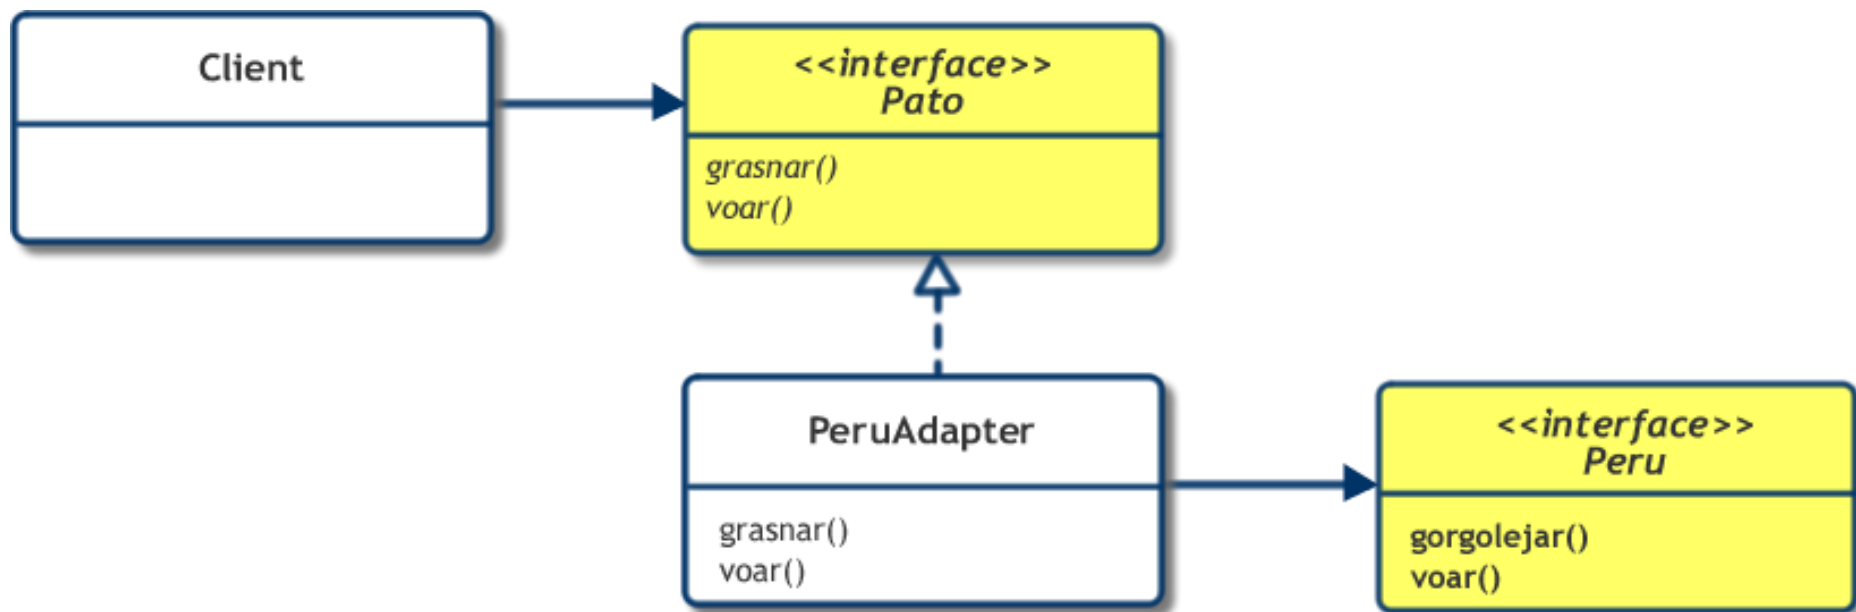 Client
<<interface>>
Pato
grasnar()
voar()
PeruAdapter
grasnar()
voar()
<<interface>>
Peru
gorgolejar()
voar()